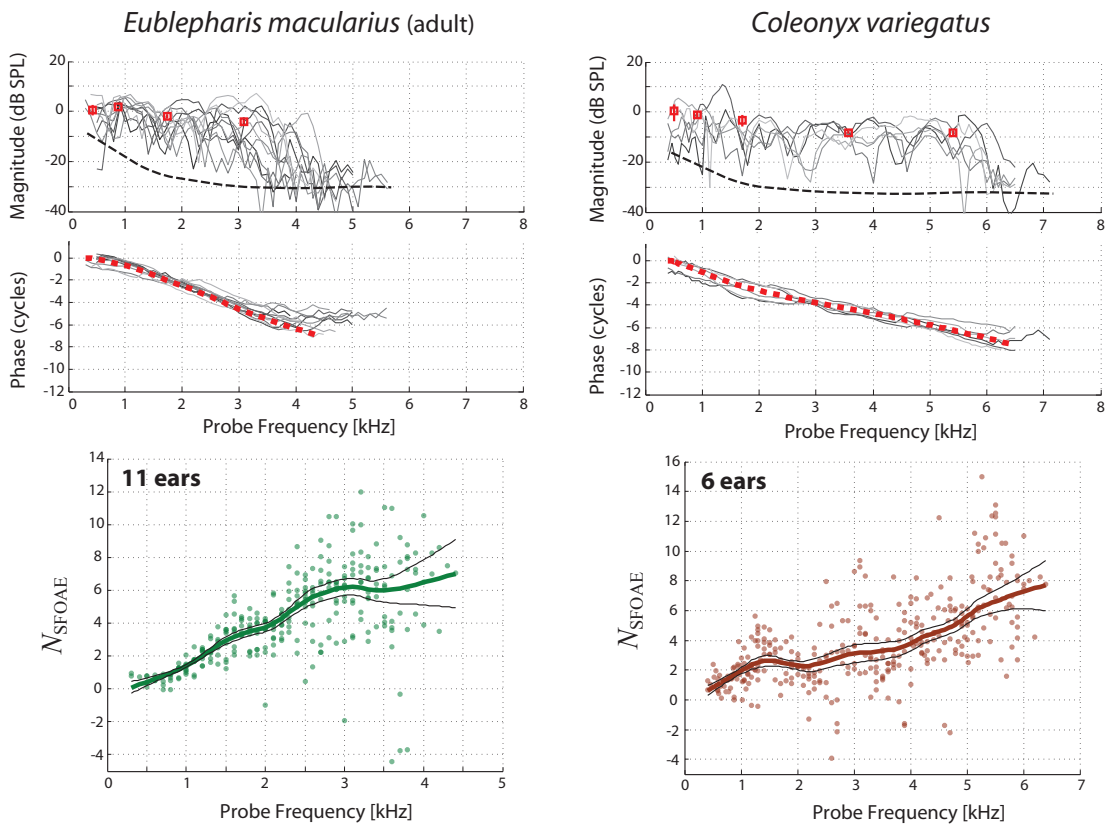 Eublepharis macularius (adult)
Coleonyx variegatus
Magnitude (dB SPL)
20
0
-20
-40
0 1 2 3 4 5 6 7 8
Phase (cycles)
0
-2
-4
-6
-8
-10
-12
0 1 2 3 4 5 6 7 8
Probe Frequency [kHz]
Magnitude (dB SPL)
20
0
-20
-40
0 1 2 3 4 5 6 7 8
Phase (cycles)
0
-2
-4
-6
-8
-10
-12
0 1 2 3 4 5 6 7 8
Probe Frequency [kHz]
11 ears
N SFOAE
14
12
10
8
6
4
2
0
-2
-4
0 1 2 3 4 5
Probe Frequency [kHz]
6 ears
N SFOAE
16
14
12
10
8
6
4
2
0
-2
-4
0 1 2 3 4 5 6 7
Probe Frequency [kHz]